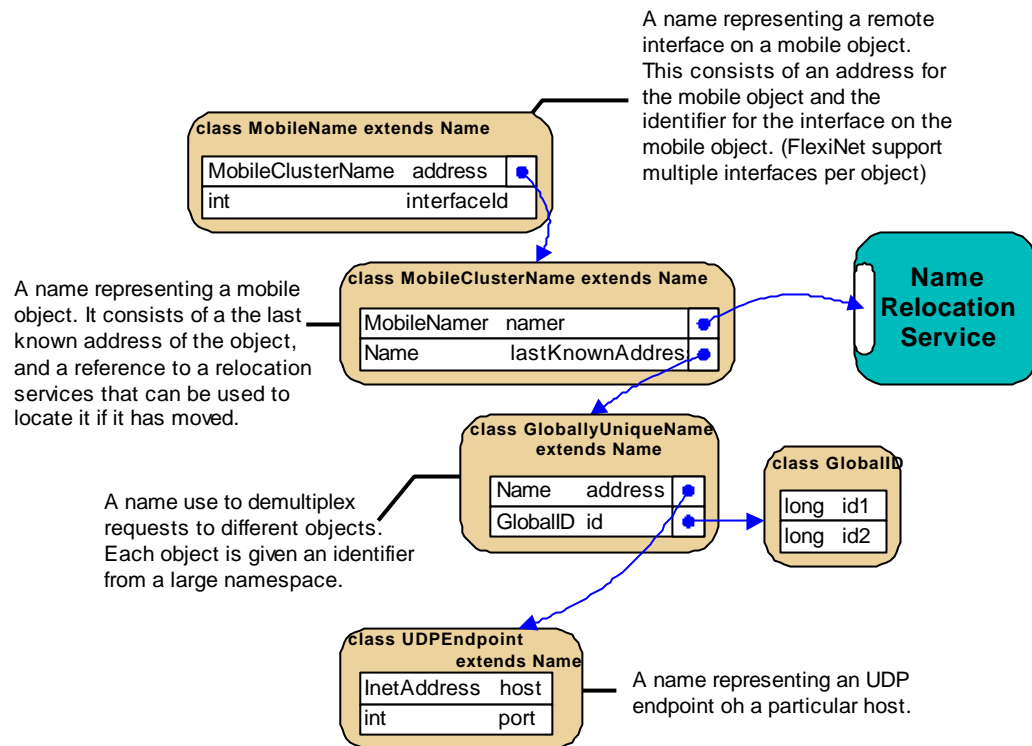 A name representing a remote
interface on a mobile object.
This consists of an address for
the mobile object and the
identifier for the interface on the
mobile object. (FlexiNet support
multiple interfaces per object)
class MobileName extends Name
MobileClusterName address
int interfaceId
class MobileClusterName extends Name
MobileNamer namer
Name lastKnownAddress
Name
Relocation
Service
A name representing a mobile
object. It consists of a the last
known address of the object,
and a reference to a relocation
services that can be used to
locate it if it has moved.
class GloballyUniqueName
extends Name
Name address
GlobalID id
class GlobalID
long id1
long id2
A name use to demultiplex
requests to different objects.
Each object is given an identifier
from a large namespace.
class UDPEndpoint
extends Name
InetAddress host
int port
A name representing an UDP
endpoint oh a particular host.